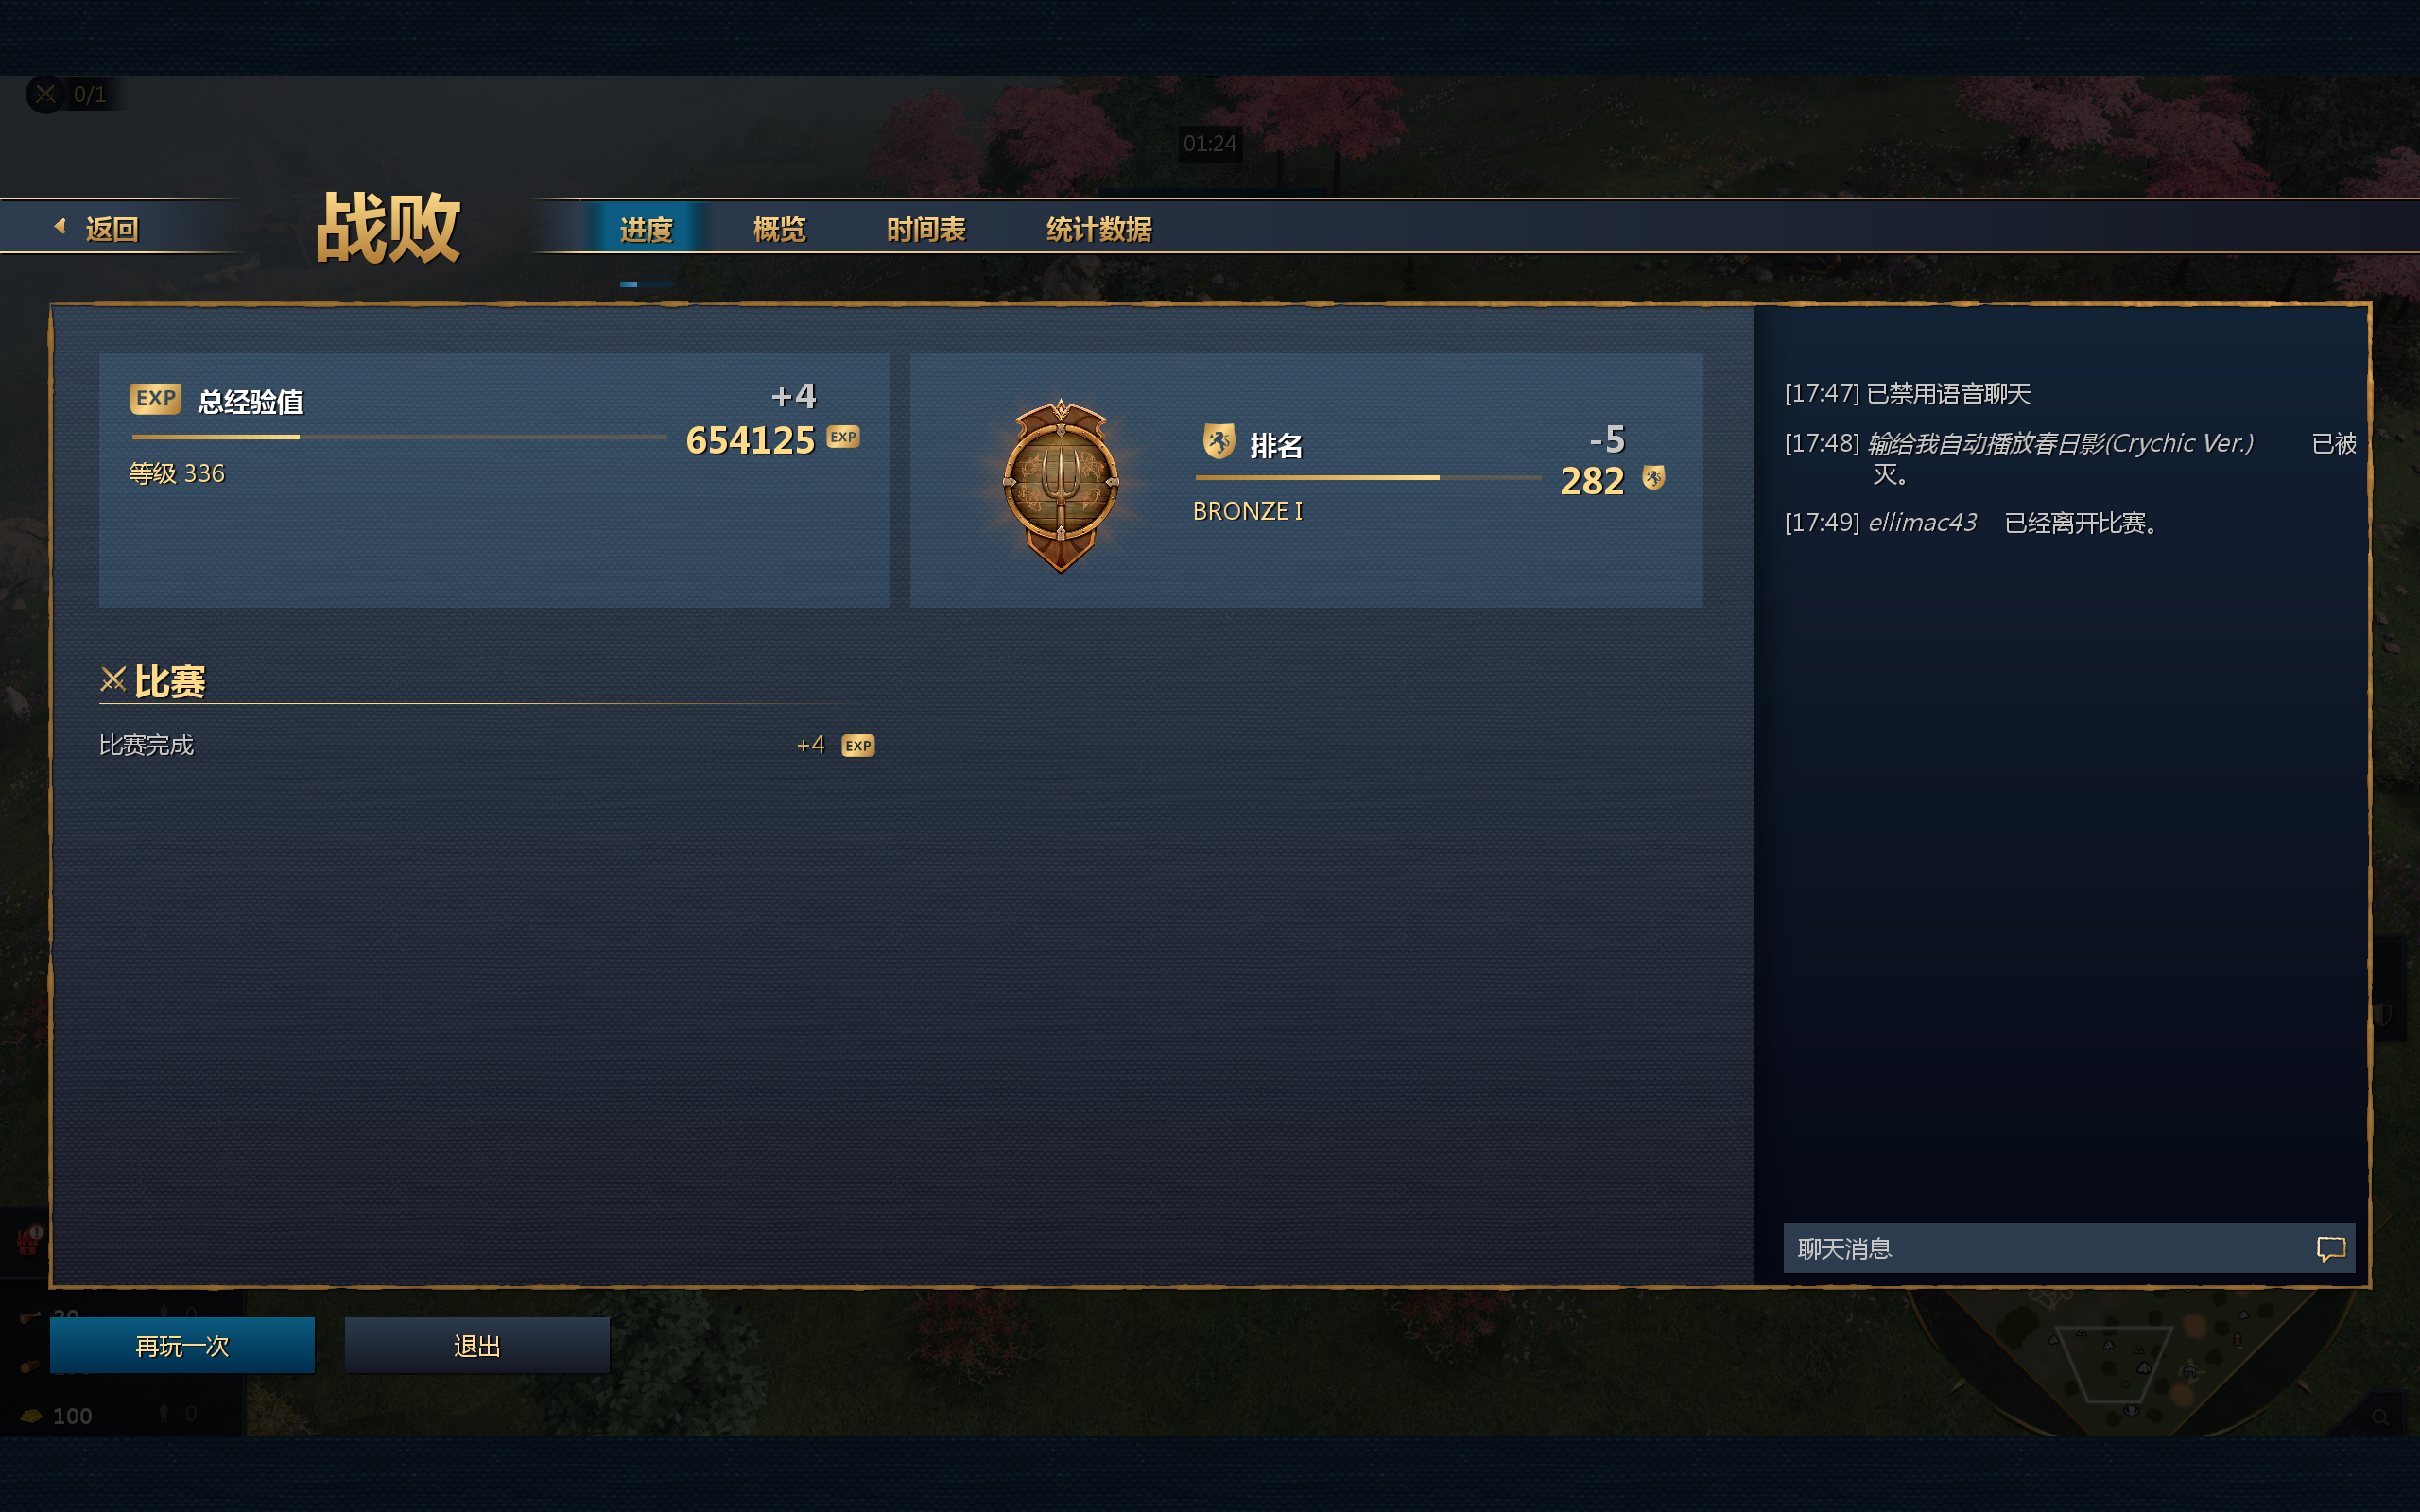 0/1
01:24
返回
战败
进度
概览
时间表
统计数据
EXP 总经验值
+4
654125 EXP
等级 336
排名
-5
282
BRONZE I
[17:47] 已禁用语音聊天
[17:48] 输给我自动播放春日影(Crychic Ver.) 已被
灭。
[17:49] ellimac43 已经离开比赛。
比赛
比赛完成
+4 EXP
聊天消息
0
再玩一次
退出
100
0